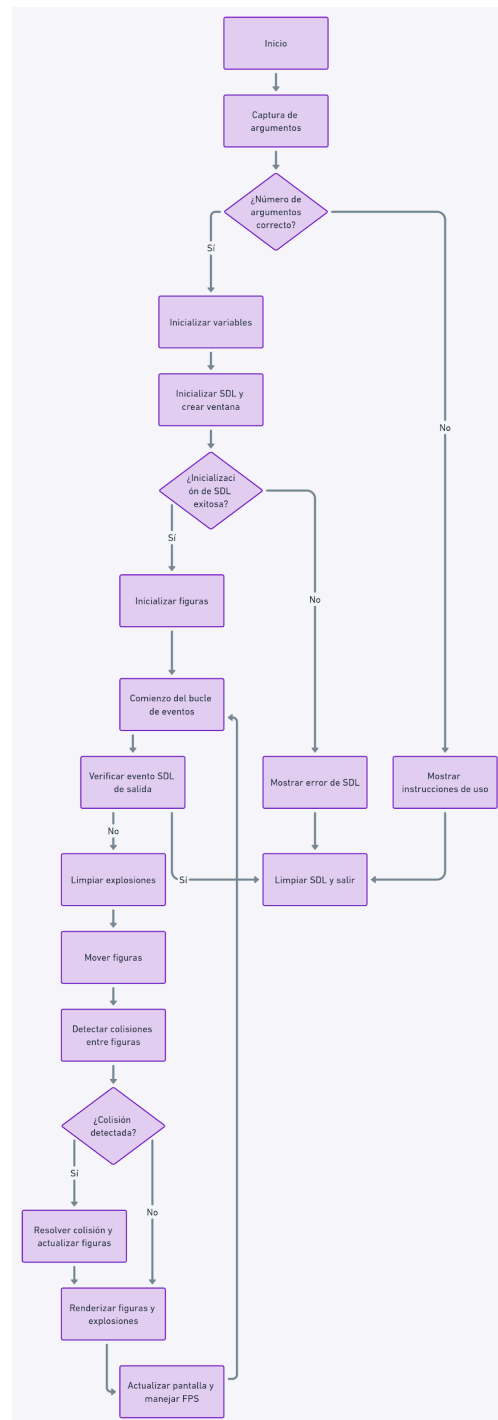 Inicio
Captura de
argumentos
¿Número de
argumentos
correcto?
Sí
Inicializar variables
Inicializar SDL y
crear ventana
No
¿Inicializaci
ón de SDL
exitosa?
Sí
Inicializar figuras
No
Comienzo del bucle
de eventos
Verificar evento SDL
de salida
Mostrar error de SDL
Mostrar
instrucciones de uso
No
Limpiar explosiones
Sí
Limpiar SDL y salir
Mover figuras
Detectar colisiones
entre figuras
¿Colisión
detectada?
Sí
No
Resolver colisión y
actualizar figuras
Renderizar figuras y
explosiones
Actualizar pantalla y
manejar FPS